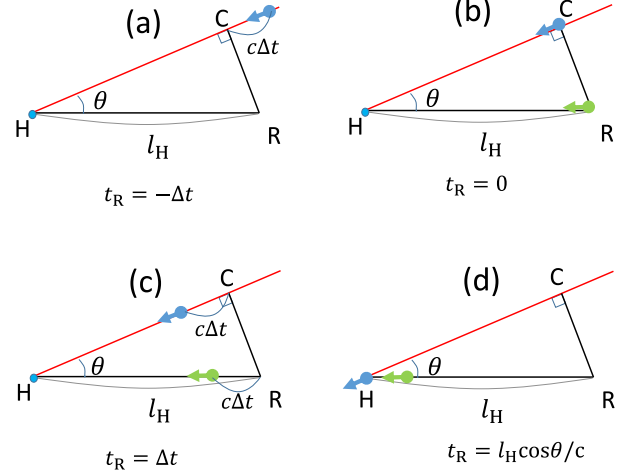 (a)
C
cΔt
θ
H
R
l_H
t_R = −Δt
(b)
C
θ
H
R
l_H
t_R = 0
(c)
C
cΔt
θ
H
cΔt
R
l_H
t_R = Δt
(d)
C
θ
H
R
l_H
t_R = l_H cosθ/c